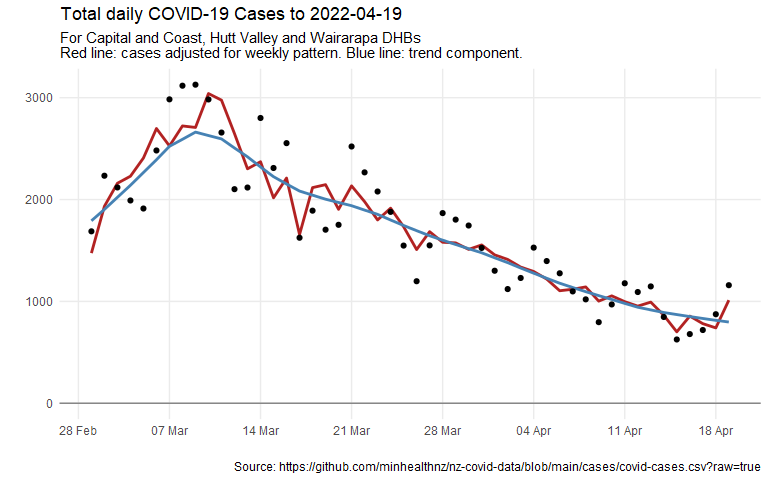 Total daily COVID-19 Cases to 2022-04-19
For Capital and Coast, Hutt Valley and Wairarapa DHBs
Red line: cases adjusted for weekly pattern. Blue line: trend component.
3000
2000
1000
0
28 Feb
07 Mar
14 Mar
21 Mar
28 Mar
04 Apr
11 Apr
18 Apr
Source: https://github.com/minhealthnz/nz-covid-data/blob/main/cases/covid-cases.csv?raw=true